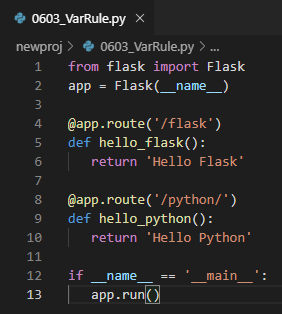 0603_VarRule.py ×
newproj > 0603_VarRule.py > ...
1 from flask import Flask
2 app = Flask(__name__)
3
4 @app.route('/flask')
5 def hello_flask():
6     return 'Hello Flask'
7
8 @app.route('/python/')
9 def hello_python():
10     return 'Hello Python'
11
12 if __name__ == '__main__':
13     app.run()